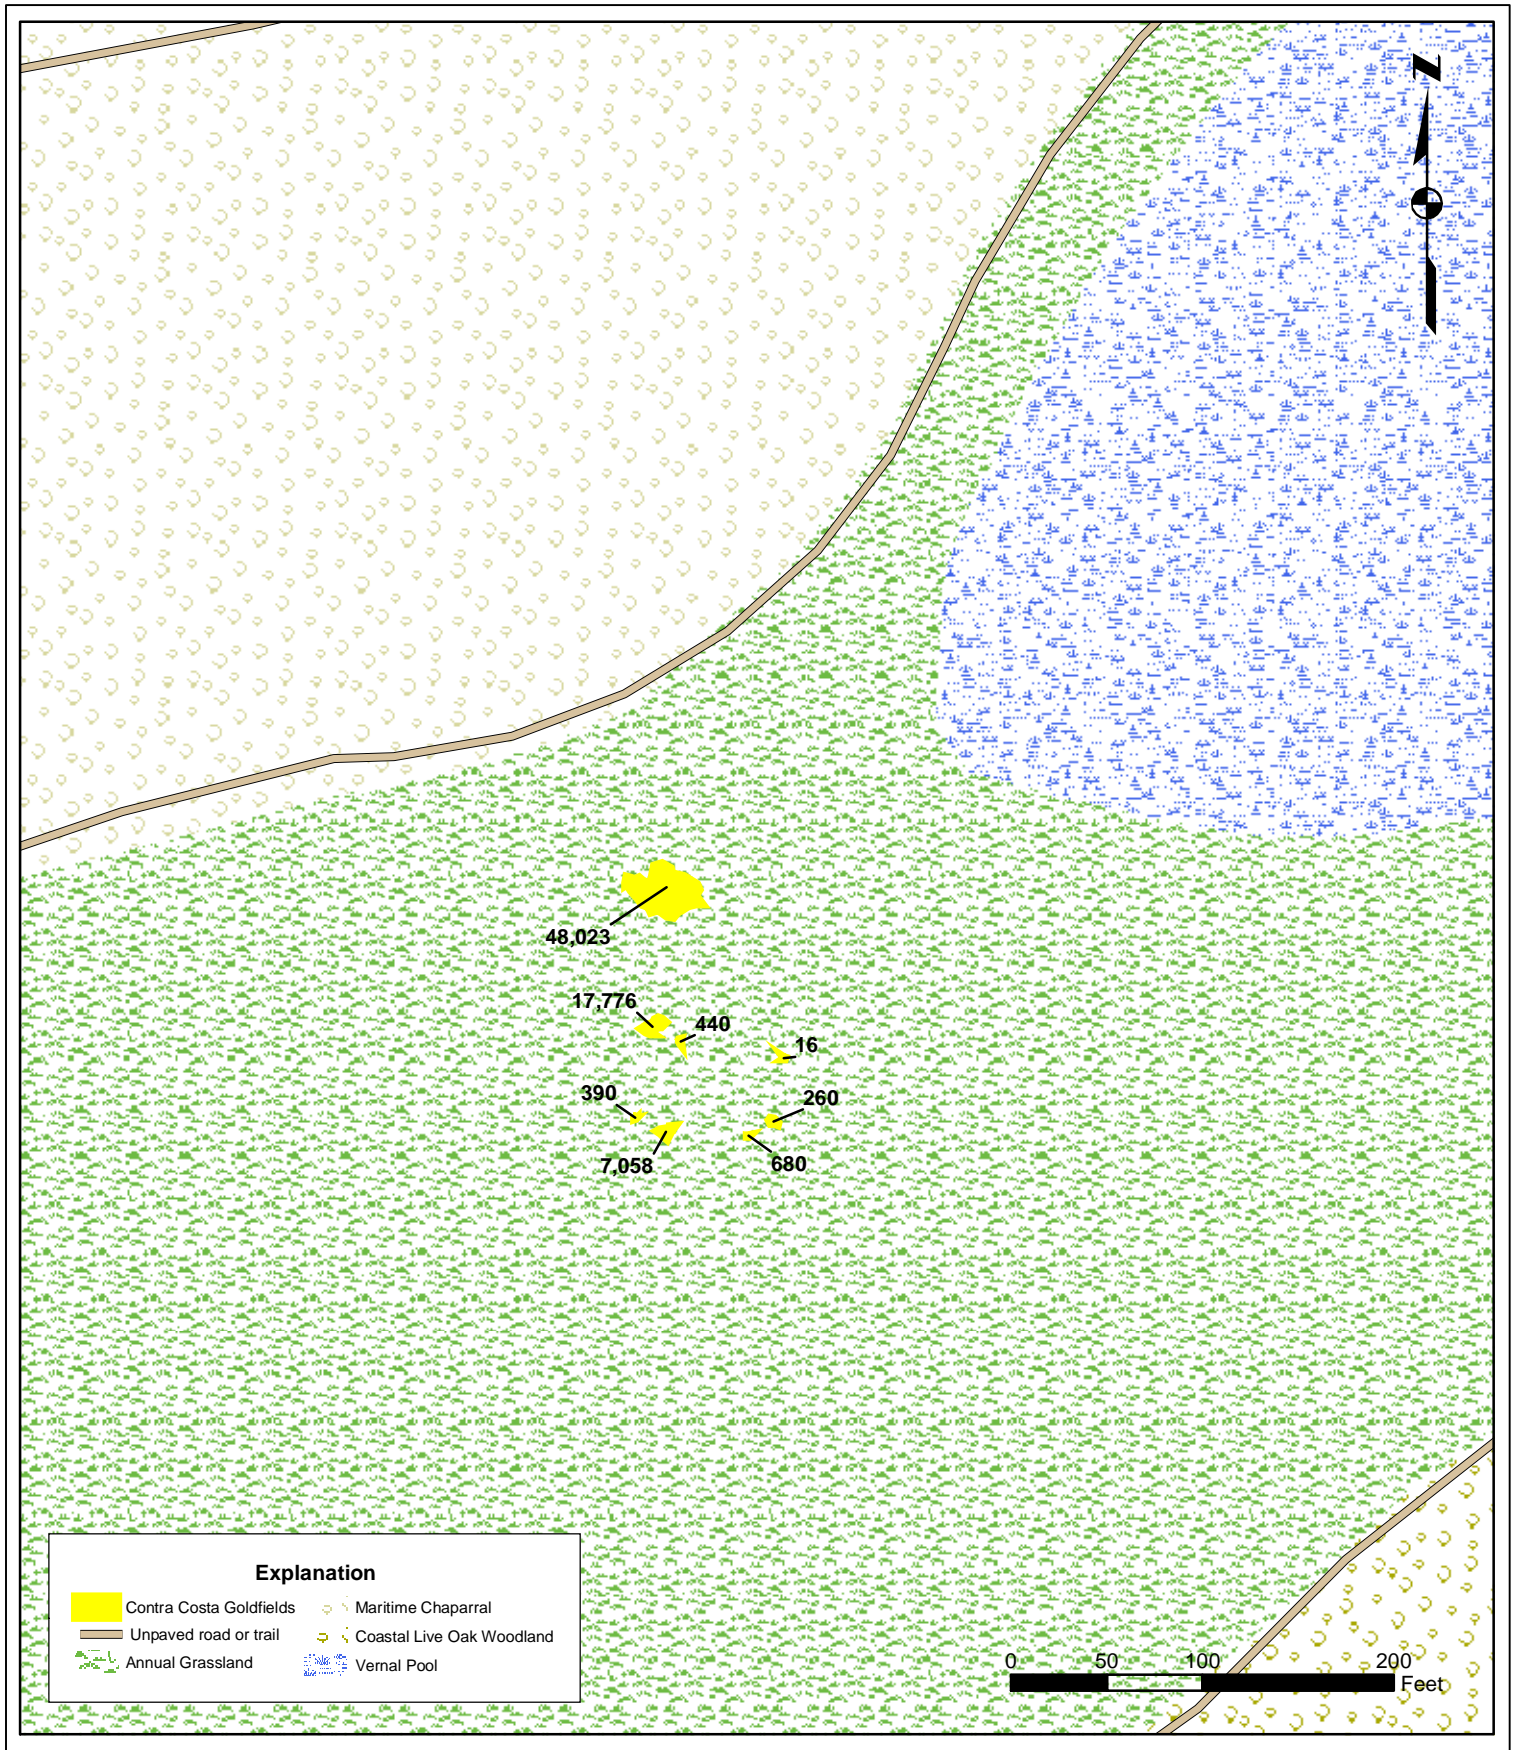 N
48,023
17,776
440
16
390
260
7,058
680
Explanation
Contra Costa Goldfields
Maritime Chaparral
Unpaved road or trail
Coastal Live Oak Woodland
Annual Grassland
Vernal Pool
0 50 100 200
Feet